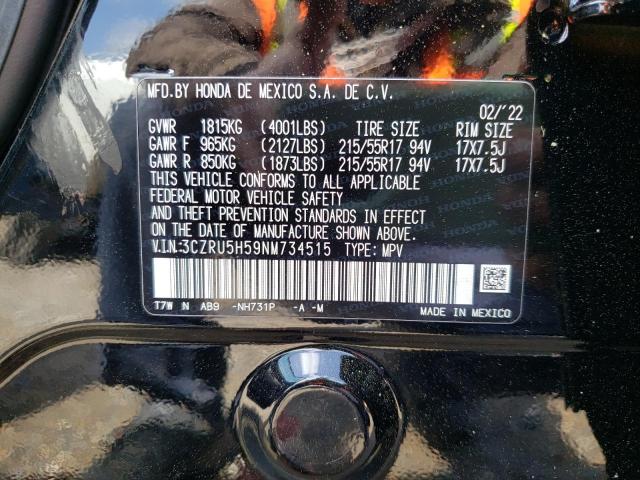 MFD. BY HONDA DE MEXICO S.A. DE C.V.
02/'22
GVWR 1815KG (4001LBS) TIRE SIZE RIM SIZE
GAWR F 965KG (2127LBS) 215/55R17 94V 17X7.5J
GAWR R 850KG (1873LBS) 215/55R17 94V 17X7.5J
THIS VEHICLE CONFORMS TO ALL APPLICABLE
FEDERAL MOTOR VEHICLE SAFETY
AND THEFT PREVENTION STANDARDS IN EFFECT
ON THE DATE OF MANUFACTURE SHOWN ABOVE.
V.I.N.:3CZRU5H59NM734515 TYPE: MPV
T7W N AB9 -NH731P -A -M
MADE IN MEXICO